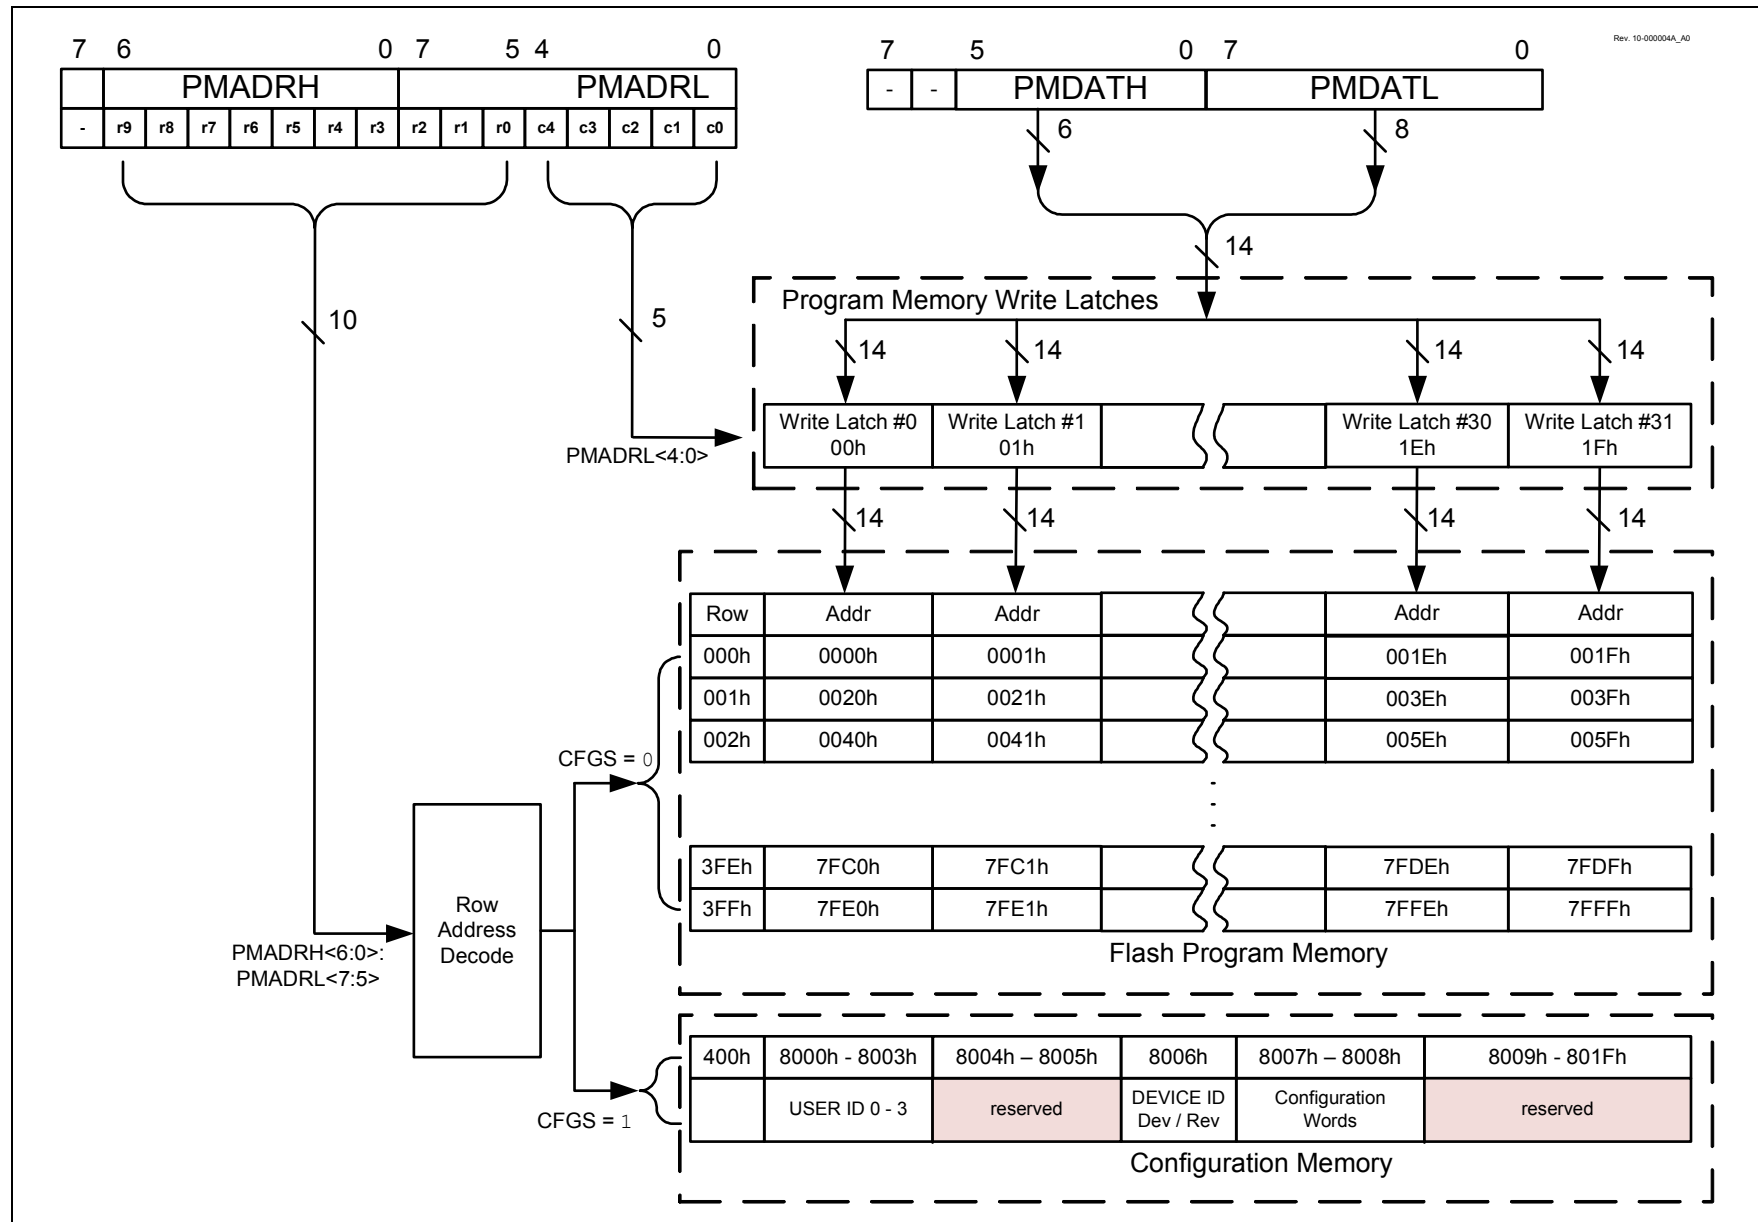 Rev. 10-000004A_A0
7 6 0 7 5 4 0
7 5 0 7 0
PMADRH PMADRL
- - PMDATH PMDATL
- r9 r8 r7 r6 r5 r4 r3 r2 r1 r0 c4 c3 c2 c1 c0
6 8
14
Program Memory Write Latches
10 5
14 14 14 14
Write Latch #0 Write Latch #1 Write Latch #30 Write Latch #31
00h 01h 1Eh 1Fh
PMADRL<4:0>
14 14 14 14
Row Addr Addr Addr Addr
000h 0000h 0001h 001Eh 001Fh
001h 0020h 0021h 003Eh 003Fh
002h 0040h 0041h 005Eh 005Fh
CFGS = 0
3FEh 7FC0h 7FC1h 7FDEh 7FDFh
3FFh 7FE0h 7FE1h 7FFEh 7FFFh
Row
Address
Decode
PMADRH<6:0>:
PMADRL<7:5>
Flash Program Memory
400h 8000h - 8003h 8004h – 8005h 8006h 8007h – 8008h 8009h - 801Fh
USER ID 0 - 3 reserved DEVICE ID Configuration reserved
Dev / Rev Words
CFGS = 1
Configuration Memory